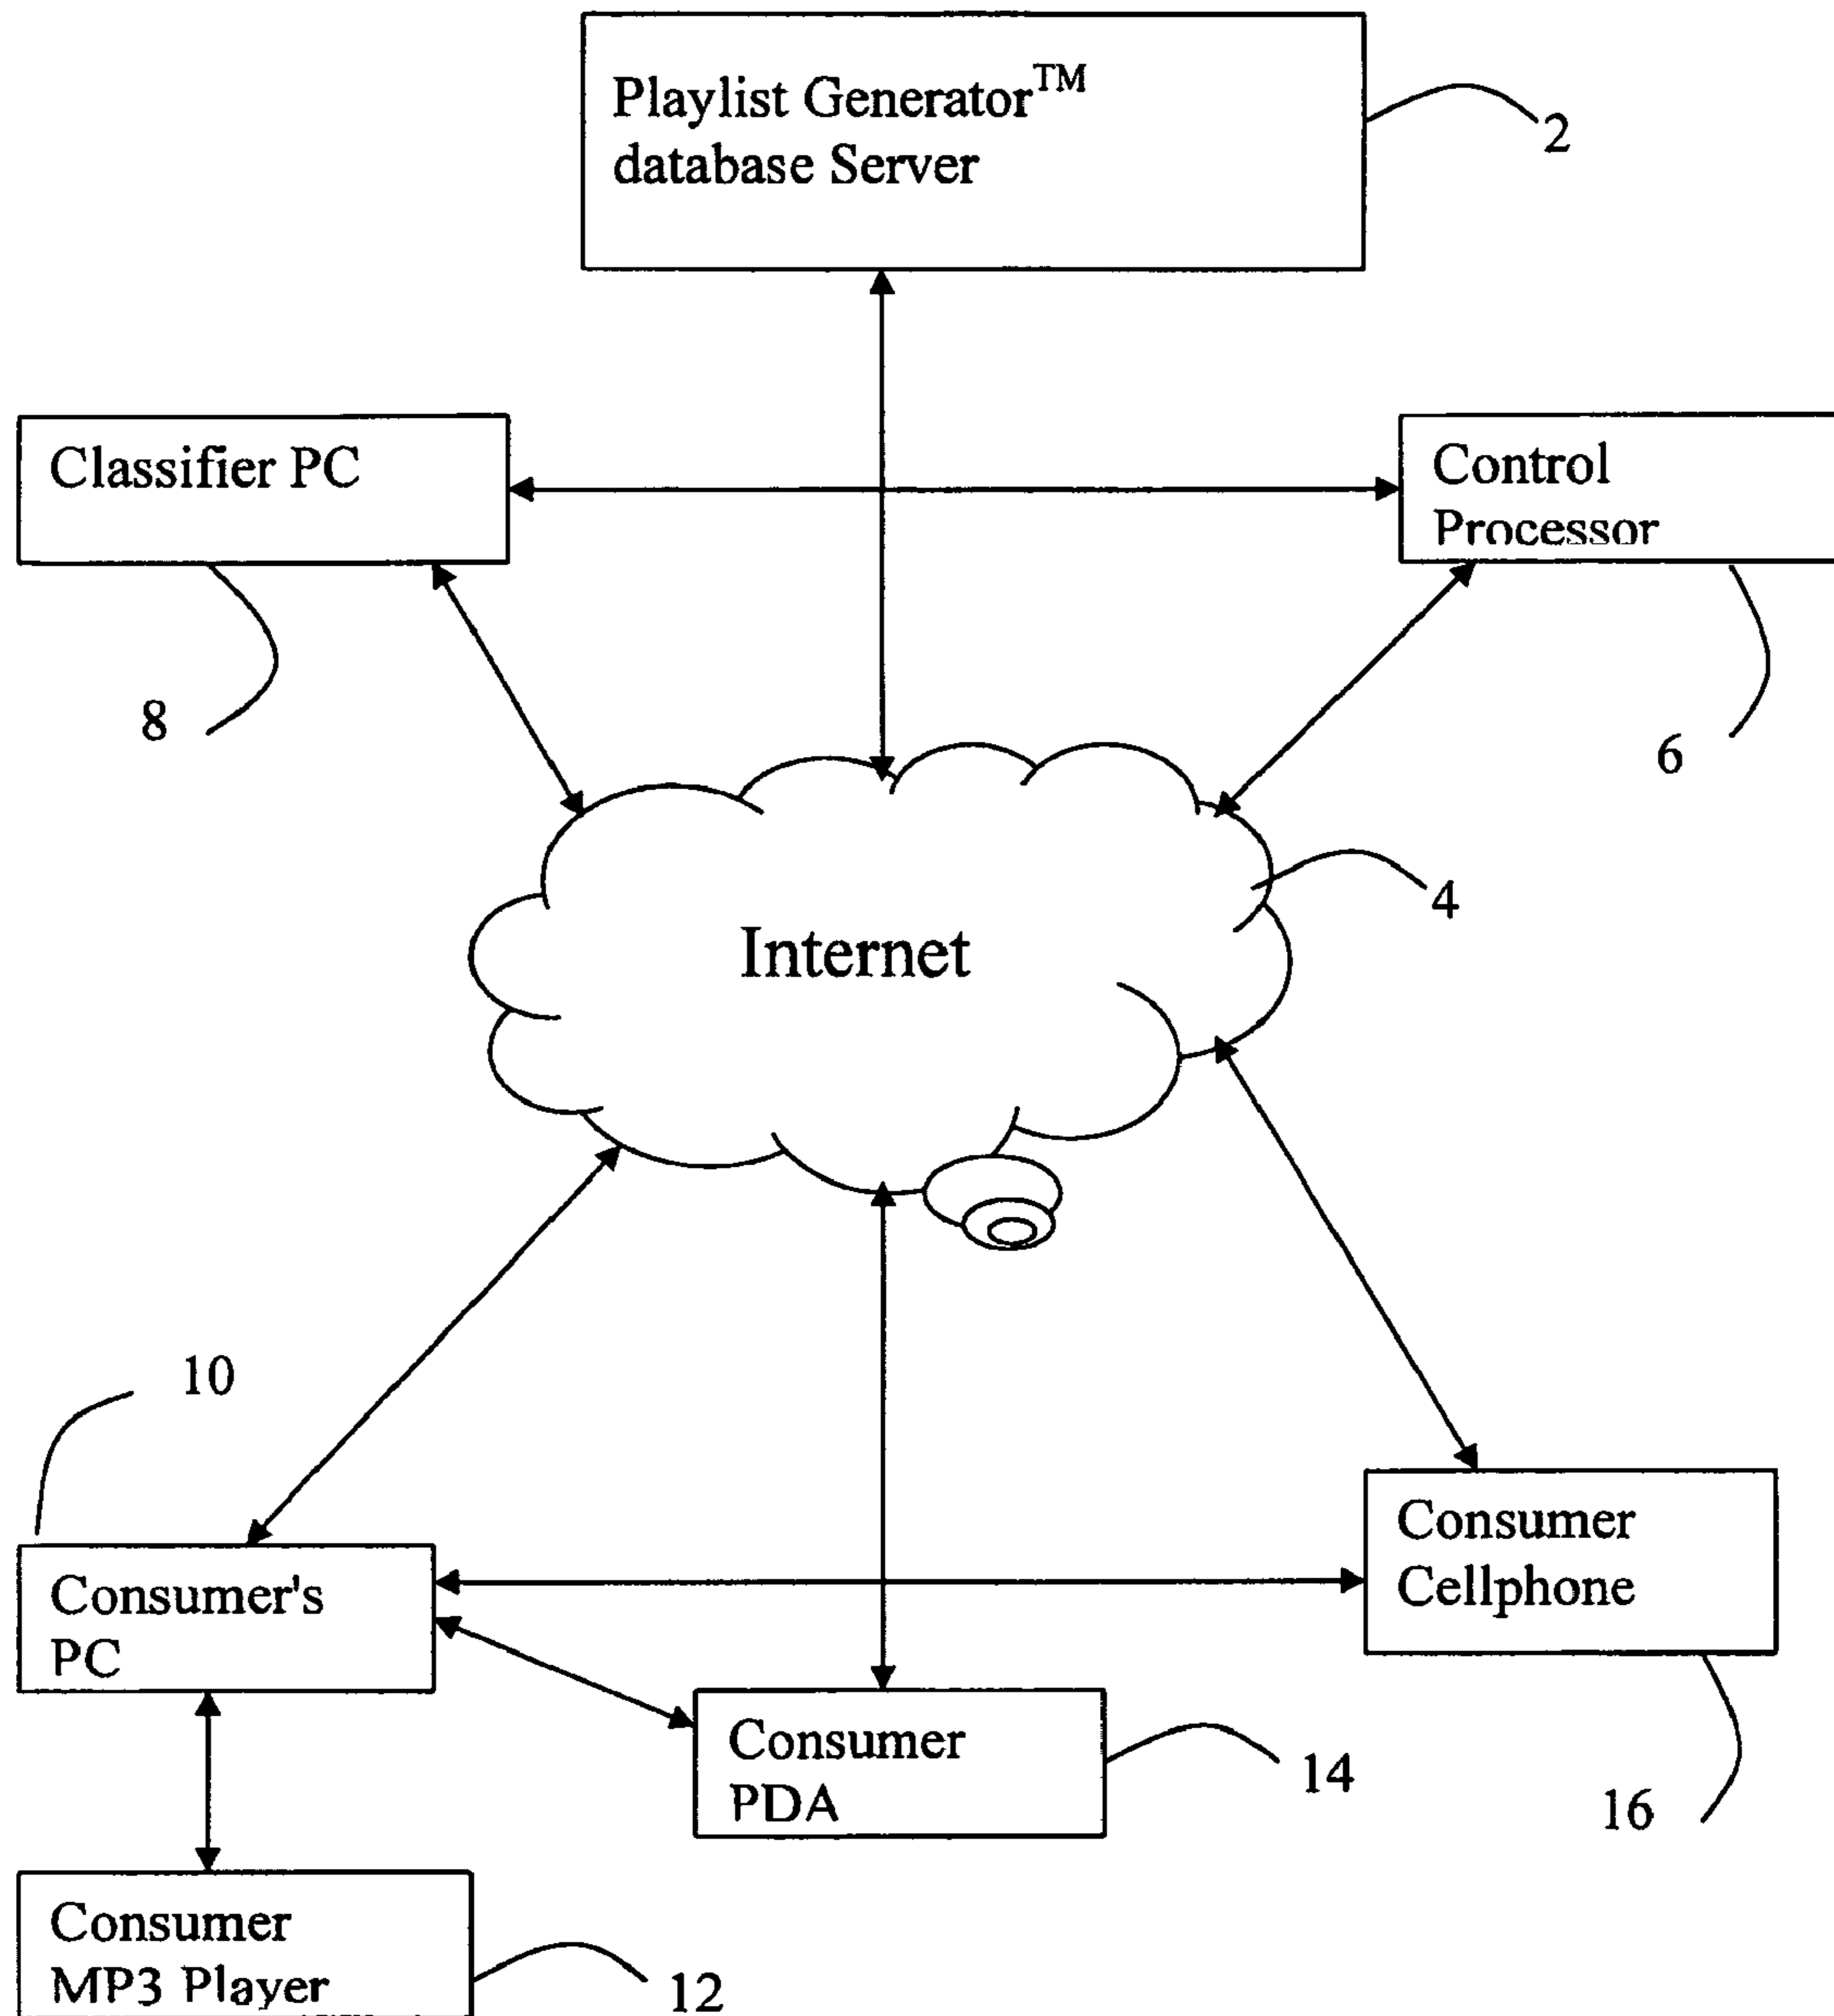 Playlist Generator™
database Server
2
Classifier PC
Control
Processor
8
6
4
Internet
10
Consumer's
PC
Consumer
Cellphone
Consumer
PDA
14
16
Consumer
MP3 Player
12